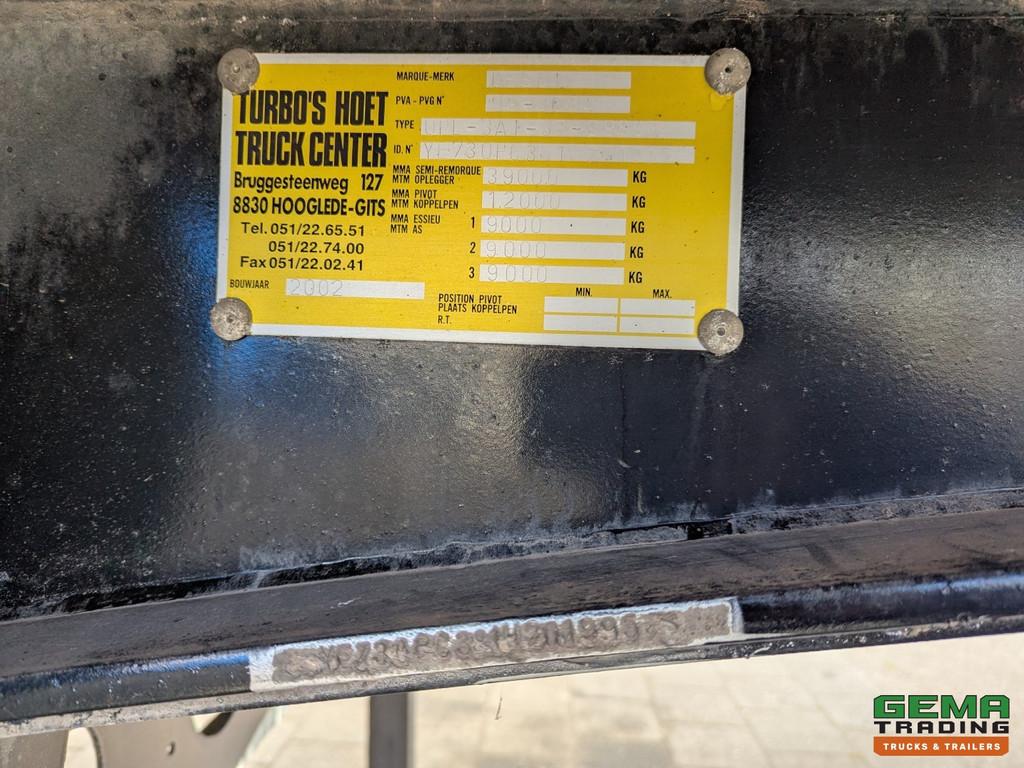 TURBO'S HOET
TRUCK CENTER
Bruggesteenweg 127
8830 HOOGLEDE-GITS
Tel. 051/22.65.51
051/22.74.00
Fax 051/22.02.41
BOUWJAAR 2002
MARQUE-MERK
PVA - PVG N°
TYPE
ID. N°
MMA SEMI-REMORQUE
MTM OPLEGGER 39000 KG
MMA PIVOT
MTM KOPPELPEN 12000 KG
MMA ESSIEU
MTM AS
1 9000 KG
2 9000 KG
3 9000 KG
MIN. MAX.
POSITION PIVOT
PLAATS KOPPELPEN
R.T.
GEMA
TRADING
TRUCKS & TRAILERS